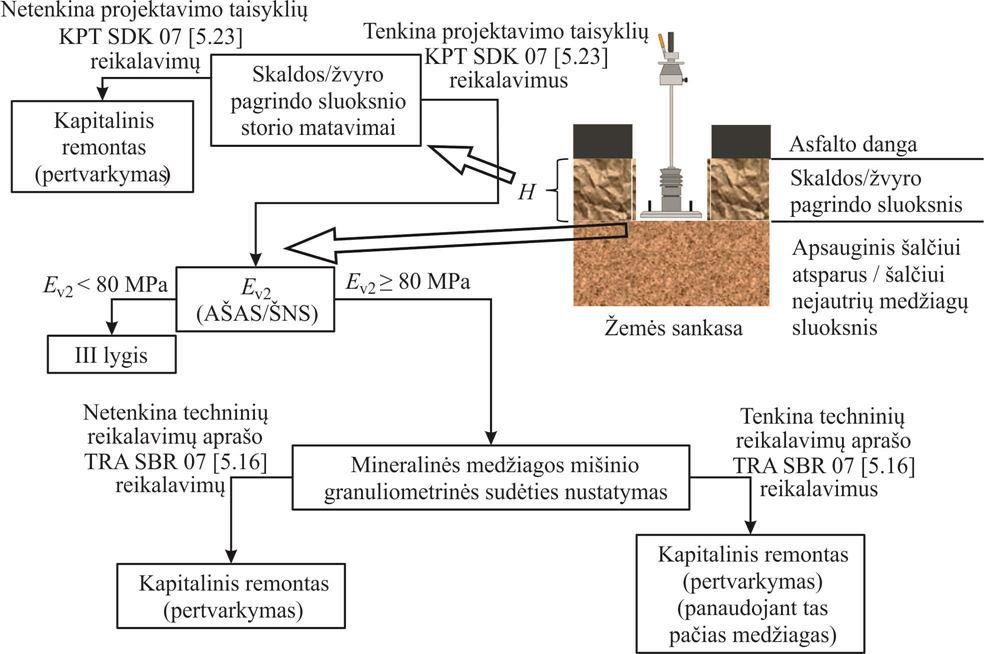 Netenkina projektavimo taisyklių
KPT SDK 07 [5.23]
reikalavimų
Tenkina projektavimo taisyklių
KPT SDK 07 [5.23]
reikalavimus
Skaldos/žvyro
pagrindo sluoksnio
storio matavimai
Kapitalinis
remontas
(pertvarkymas)
H
Asfalto danga
Skaldos/žvyro
pagrindo sluoksnis
Apsauginis šalčiui
atsparus / šalčiui
nejautrių medžiagų
sluoksnis
Žemės sankasa
Ev2 < 80 MPa
Ev2
(AŠAS/ŠNS)
Ev2 ≥ 80 MPa
III lygis
Netenkina techninių
reikalavimų aprašo
TRA SBR 07 [5.16]
reikalavimų
Tenkina techninių
reikalavimų aprašo
TRA SBR 07 [5.16]
reikalavimus
Mineralinės medžiagos mišinio
granuliometrinės sudėties nustatymas
Kapitalinis remontas
(pertvarkymas)
Kapitalinis remontas
(pertvarkymas)
(panaudojant tas
pačias medžiagas)